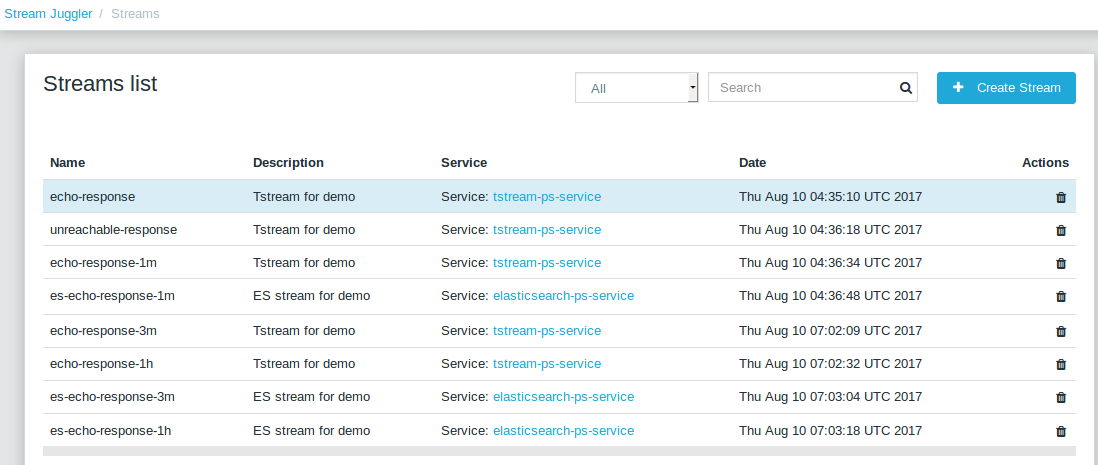 Stream Juggler / Streams
Streams list All Search Create Stream
Name Description Service Date Actions
echo-response Tstream for demo Service: tstream-ps-service Thu Aug 10 04:35:10 UTC 2017
unreachable-response Tstream for demo Service: tstream-ps-service Thu Aug 10 04:36:18 UTC 2017
echo-response-1m Tstream for demo Service: tstream-ps-service Thu Aug 10 04:36:34 UTC 2017
es-echo-response-1m ES stream for demo Service: elasticsearch-ps-service Thu Aug 10 04:36:48 UTC 2017
echo-response-3m Tstream for demo Service: tstream-ps-service Thu Aug 10 07:02:09 UTC 2017
echo-response-1h Tstream for demo Service: tstream-ps-service Thu Aug 10 07:02:32 UTC 2017
es-echo-response-3m ES stream for demo Service: elasticsearch-ps-service Thu Aug 10 07:03:04 UTC 2017
es-echo-response-1h ES stream for demo Service: elasticsearch-ps-service Thu Aug 10 07:03:18 UTC 2017